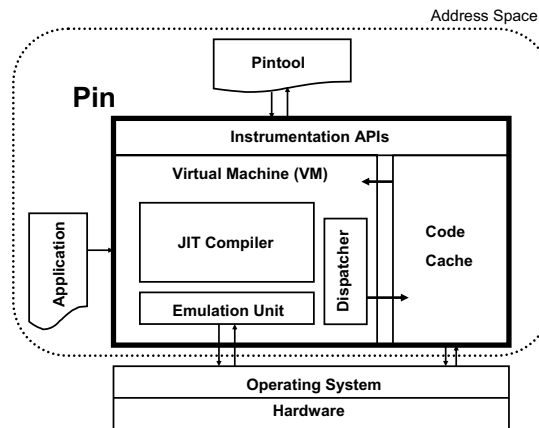 Address Space
Pintool
Pin
Instrumentation APIs
Virtual Machine (VM)
JIT Compiler
Emulation Unit
Dispatcher
Code
Cache
Application
Operating System
Hardware